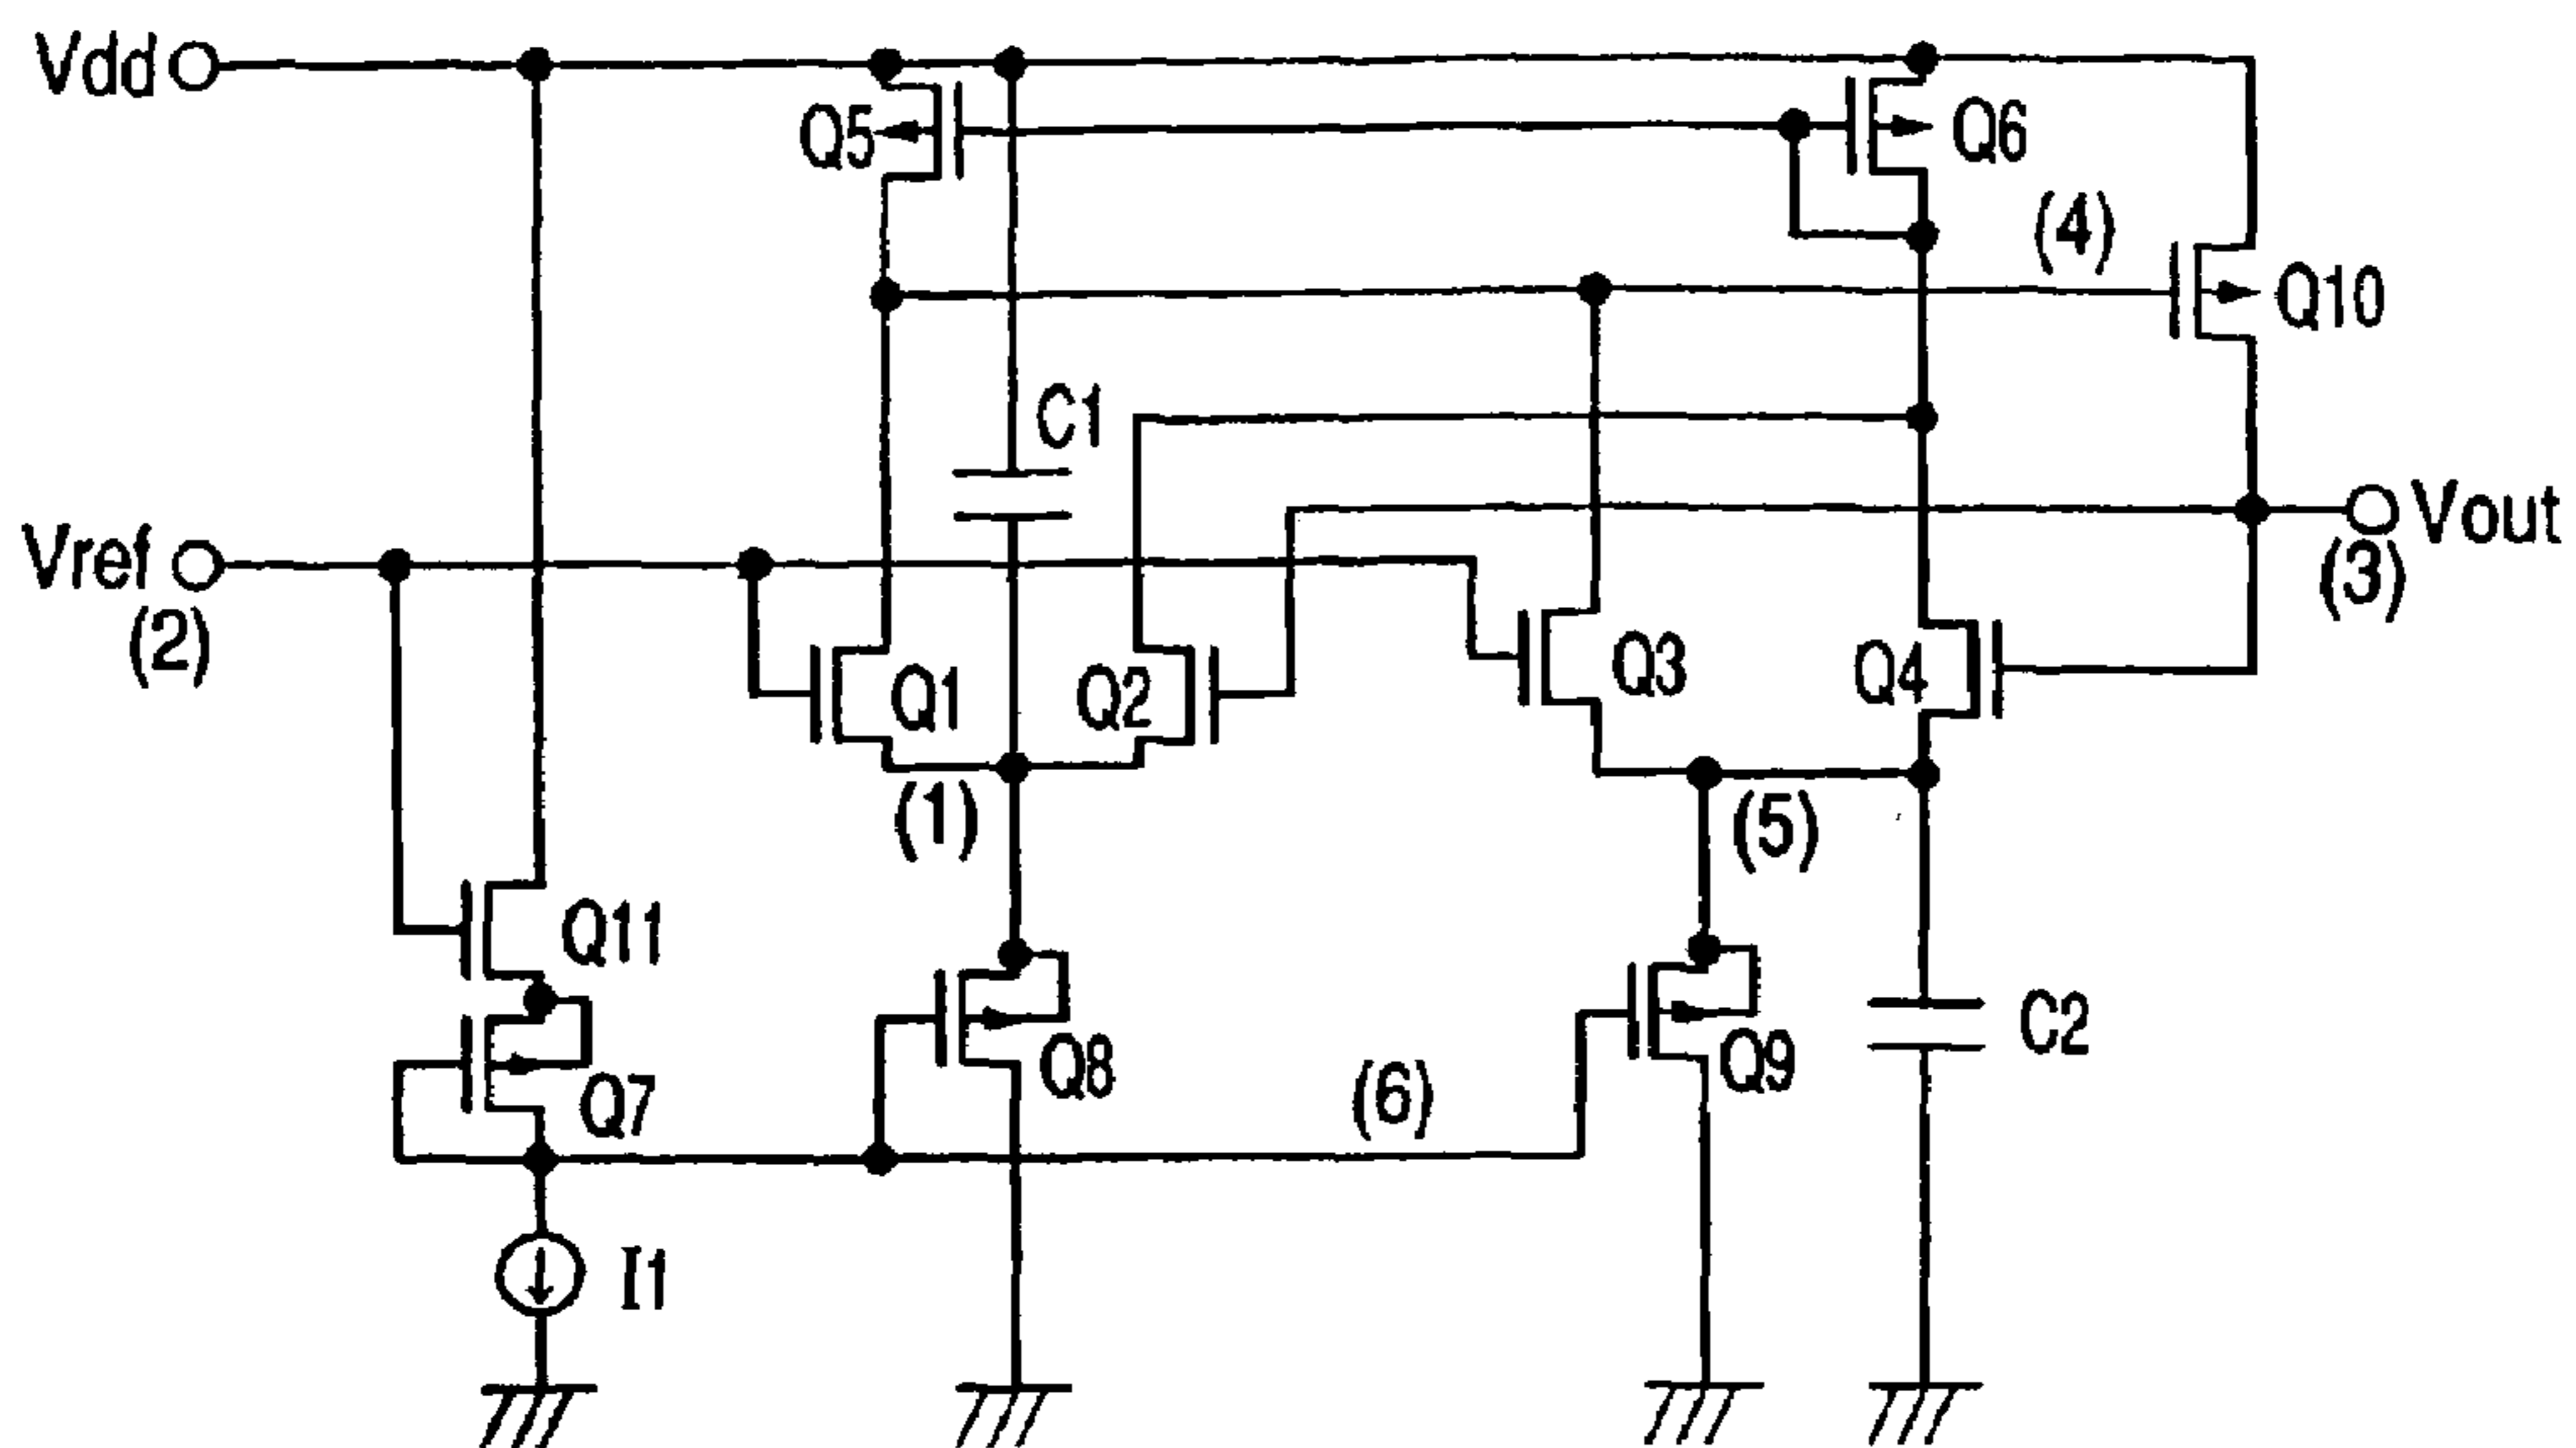 Vdd
Q5
Q6
(4)
Q10
C1
Vref
(2)
Vout
(3)
Q1
Q2
Q3
Q4
(1)
(5)
Q11
Q7
Q8
(6)
Q9
C2
I1